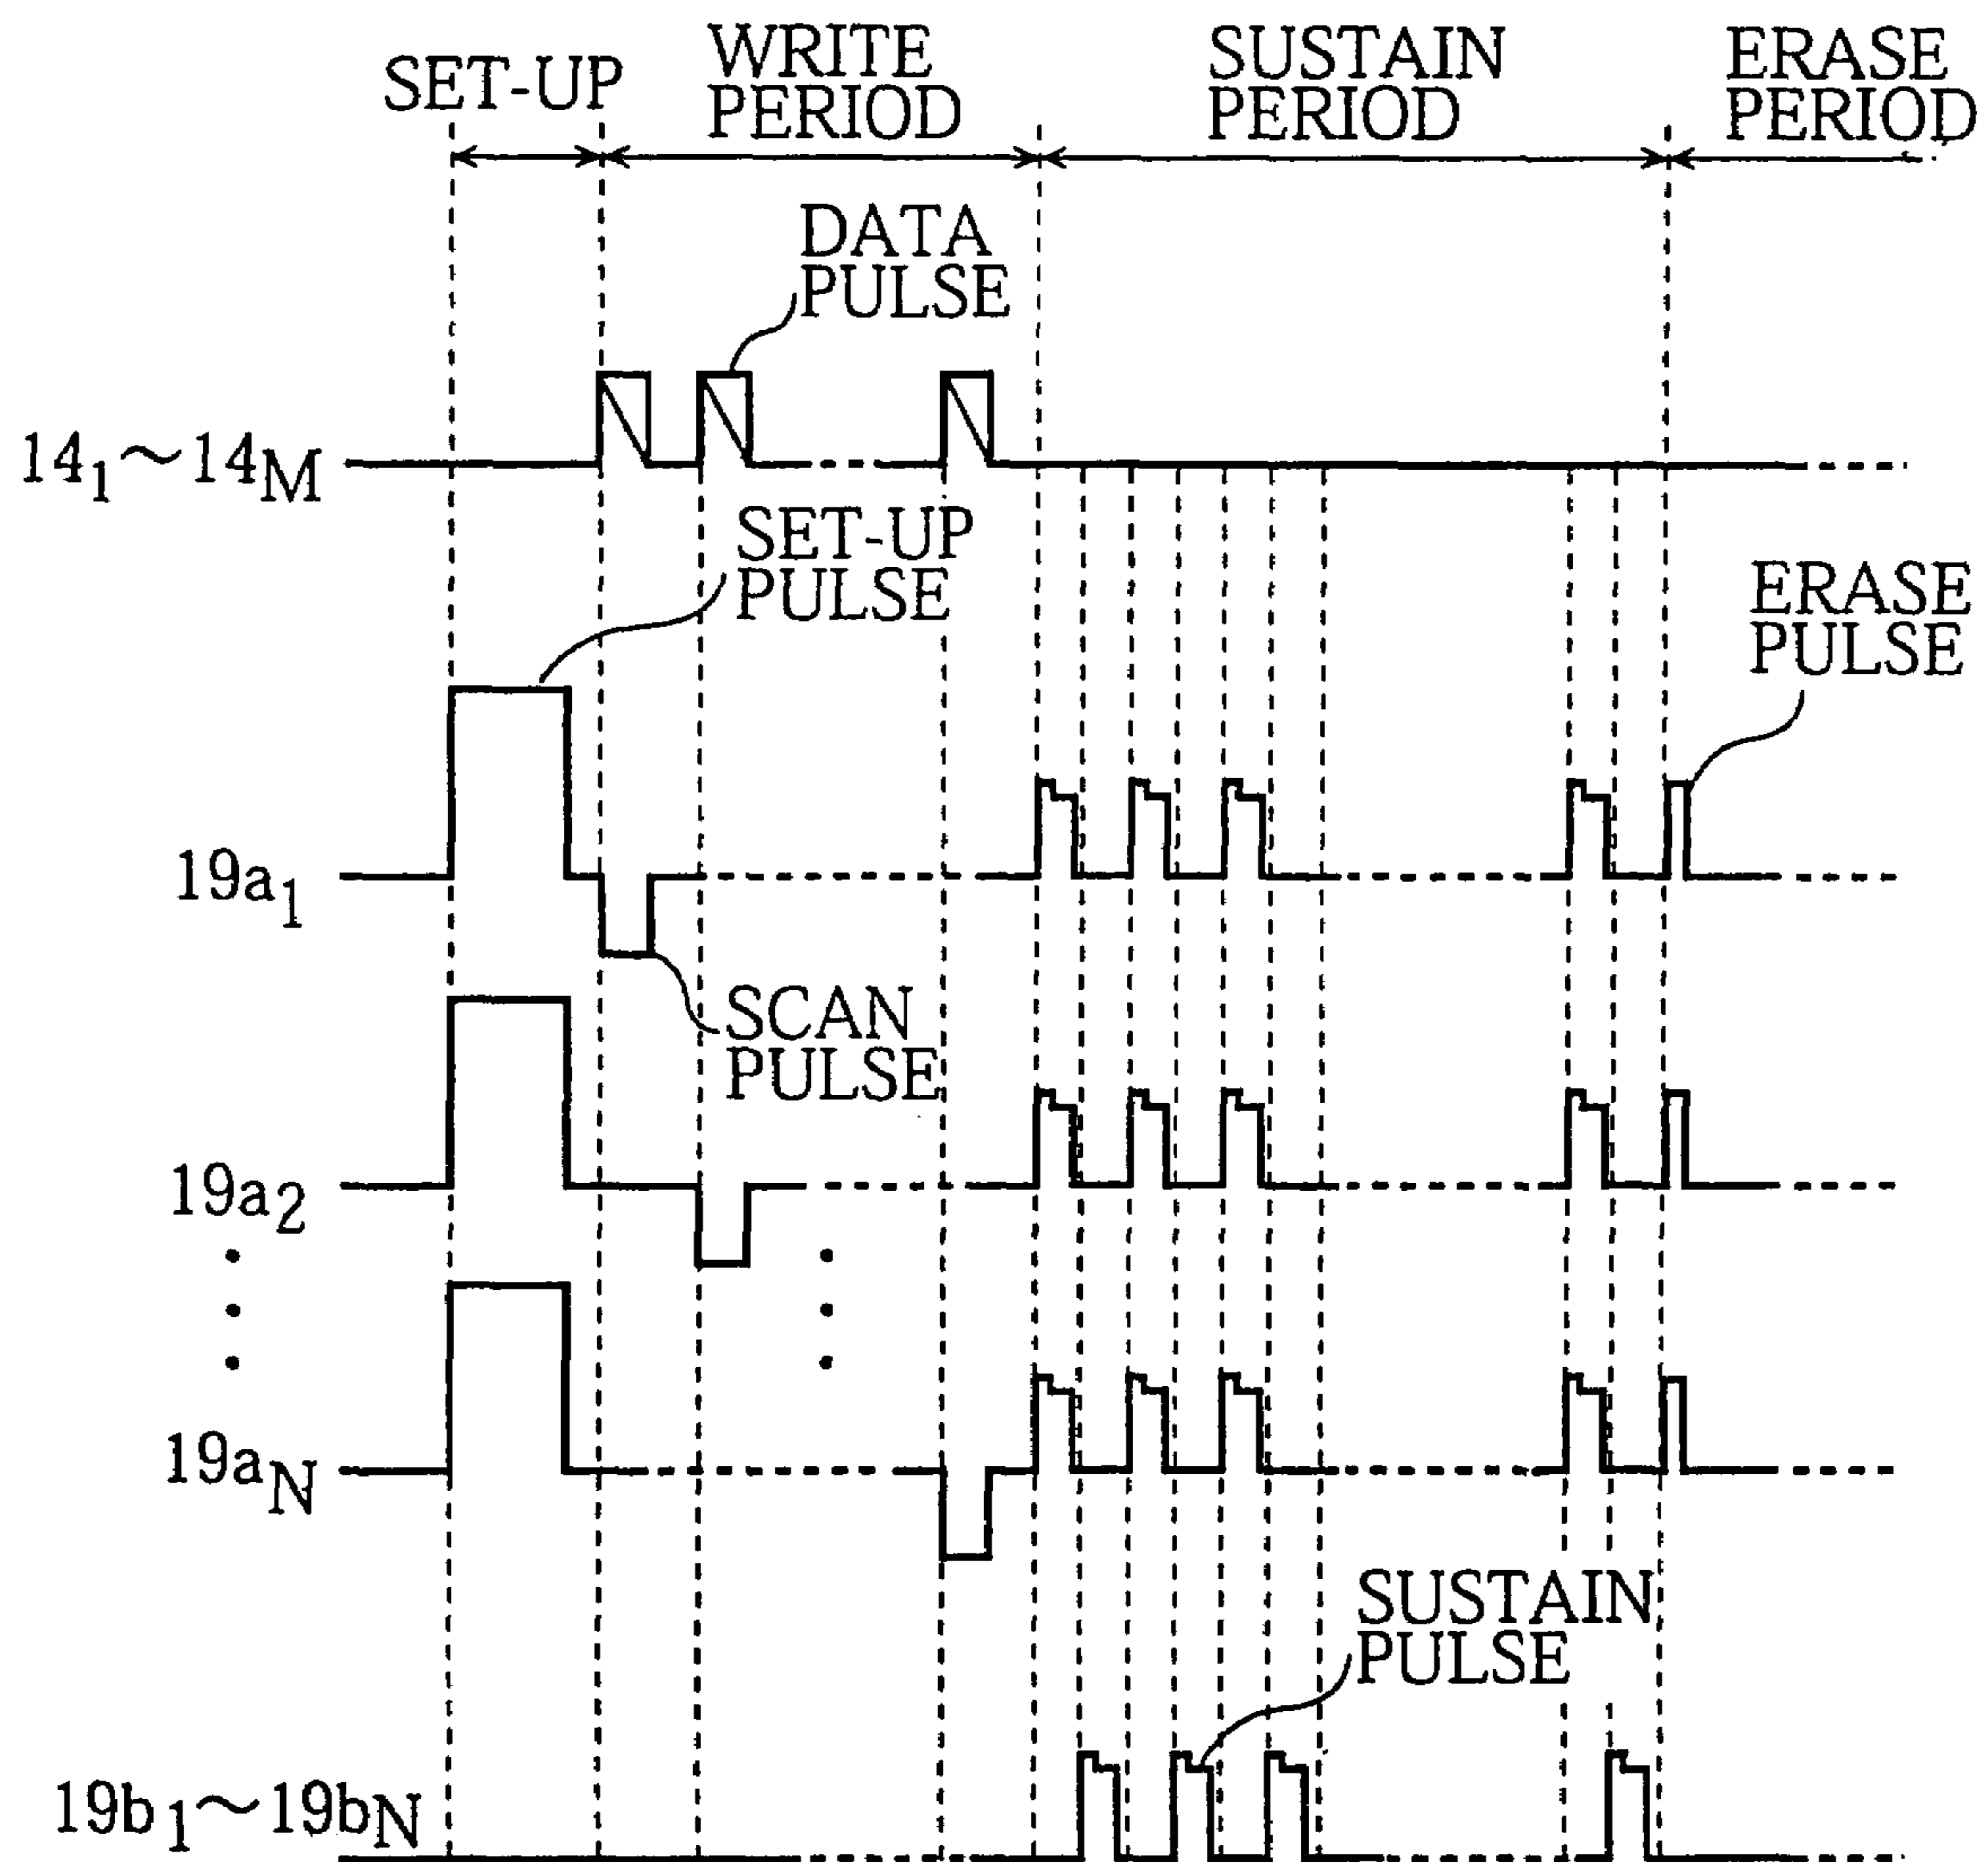 SET-UP
WRITE
PERIOD
SUSTAIN
PERIOD
ERASE
PERIOD
DATA
PULSE
14₁～14M
SET-UP
PULSE
ERASE
PULSE
19a₁
SCAN
PULSE
19a₂
19aN
SUSTAIN
PULSE
19b₁～19bN